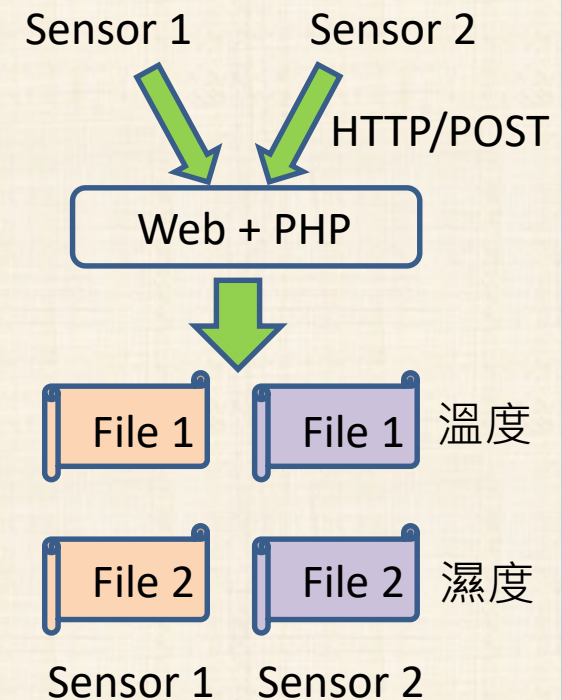 Sensor 1 Sensor 2
HTTP/POST
Web + PHP
File 1 File 1 溫度
File 2 File 2 濕度
Sensor 1 Sensor 2